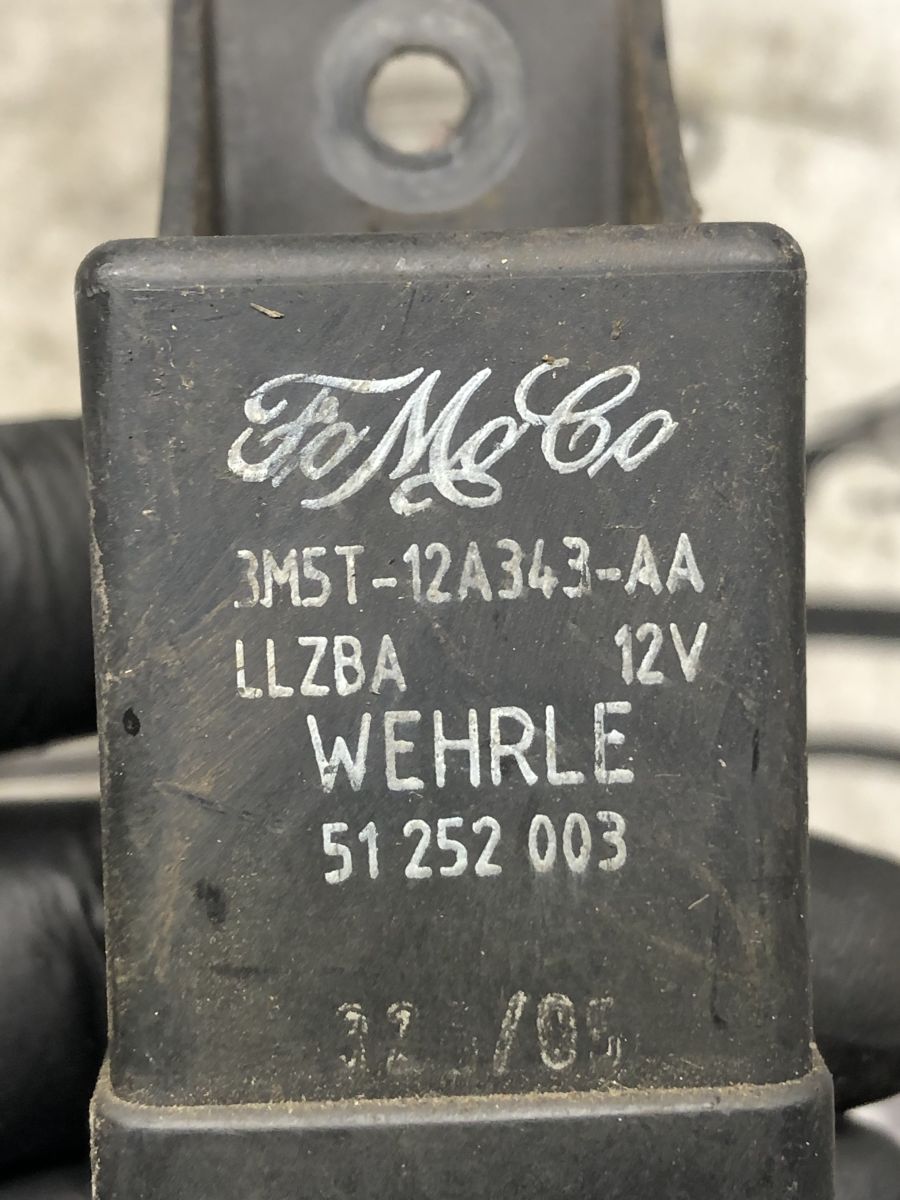 FoMoCo
3M5T-12A343-AA
LLZBA 12V
WEHRLE
51 252 003